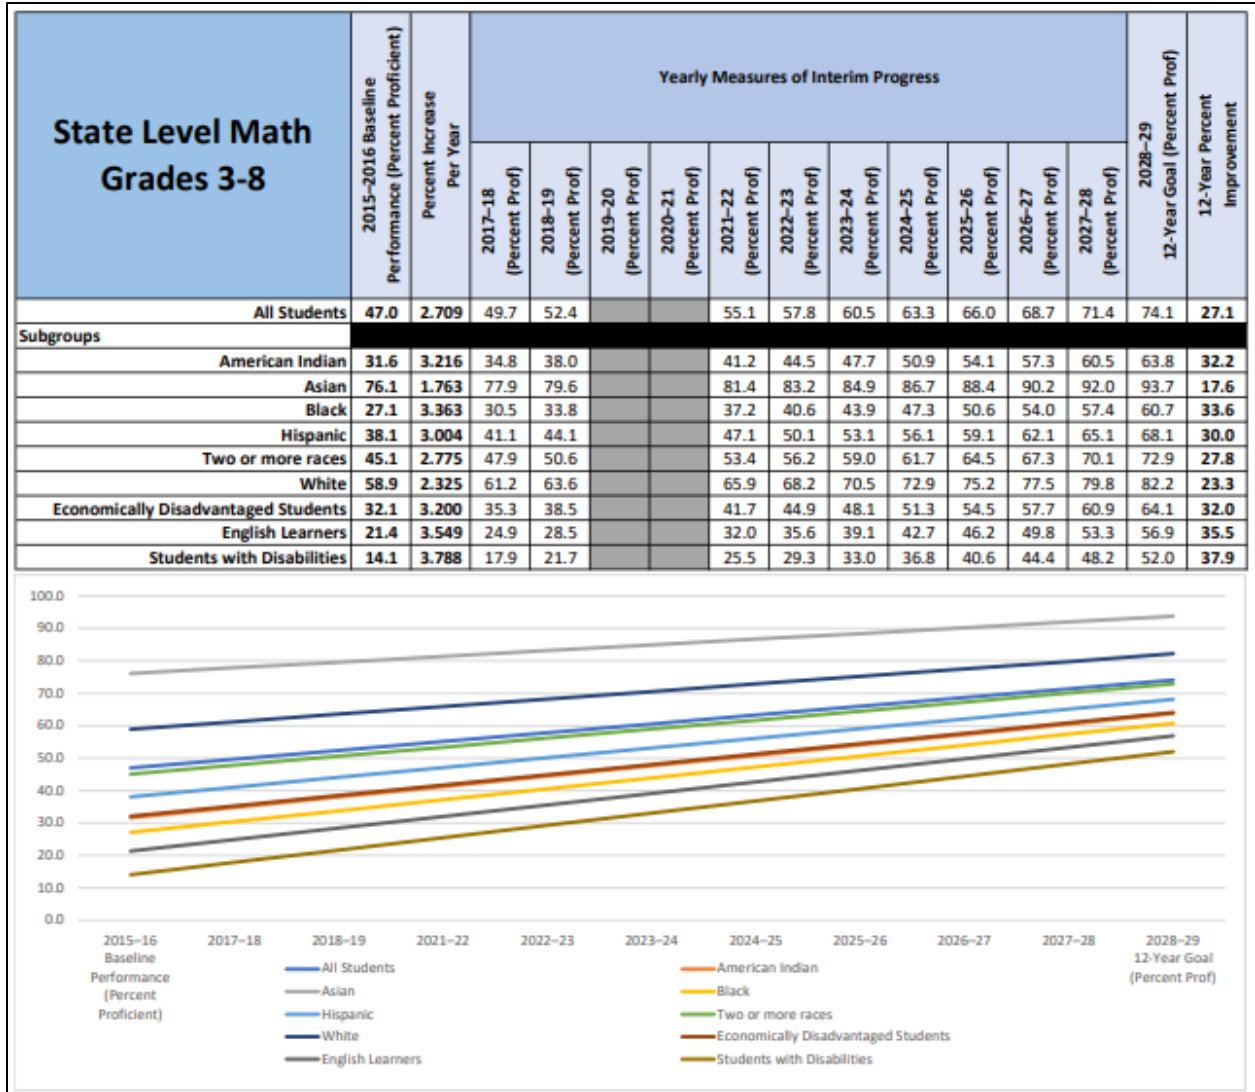 State Level Math
Grades 3-8
2015–2016 Baseline
Performance (Percent Proficient)
Percent Increase
Per Year
Yearly Measures of Interim Progress
2017–18
(Percent Prof)
2018–19
(Percent Prof)
2019-20
(Percent Prof)
2020–21
(Percent Prof)
2021–22
(Percent Prof)
2022–23
(Percent Prof)
2023–24
(Percent Prof)
2024–25
(Percent Prof)
2025–26
(Percent Prof)
2026–27
(Percent Prof)
2027–28
(Percent Prof)
2028–29
12-Year Goal (Percent Prof)
12-Year Percent
Improvement
All Students 47.0 2.709 49.7 52.4 55.1 57.8 60.5 63.3 66.0 68.7 71.4 74.1 27.1
Subgroups
American Indian 31.6 3.216 34.8 38.0 41.2 44.5 47.7 50.9 54.1 57.3 60.5 63.8 32.2
Asian 76.1 1.763 77.9 79.6 81.4 83.2 84.9 86.7 88.4 90.2 92.0 93.7 17.6
Black 27.1 3.363 30.5 33.8 37.2 40.6 43.9 47.3 50.6 54.0 57.4 60.7 33.6
Hispanic 38.1 3.004 41.1 44.1 47.1 50.1 53.1 56.1 59.1 62.1 65.1 68.1 30.0
Two or more races 45.1 2.775 47.9 50.6 53.4 56.2 59.0 61.7 64.5 67.3 70.1 72.9 27.8
White 58.9 2.325 61.2 63.6 65.9 68.2 70.5 72.9 75.2 77.5 79.8 82.2 23.3
Economically Disadvantaged Students 32.1 3.200 35.3 38.5 41.7 44.9 48.1 51.3 54.5 57.7 60.9 64.1 32.0
English Learners 21.4 3.549 24.9 28.5 32.0 35.6 39.1 42.7 46.2 49.8 53.3 56.9 35.5
Students with Disabilities 14.1 3.788 17.9 21.7 25.5 29.3 33.0 36.8 40.6 44.4 48.2 52.0 37.9
100.0
90.0
80.0
70.0
60.0
50.0
40.0
30.0
20.0
10.0
0.0
2015–16
Baseline
Performance
(Percent
Proficient)
2017–18
2018–19
2021–22
2022–23
2023–24
2024–25
2025–26
2026–27
2027–28
2028–29
12-Year Goal
(Percent Prof)
All Students
American Indian
Asian
Black
Hispanic
Two or more races
White
Economically Disadvantaged Students
English Learners
Students with Disabilities